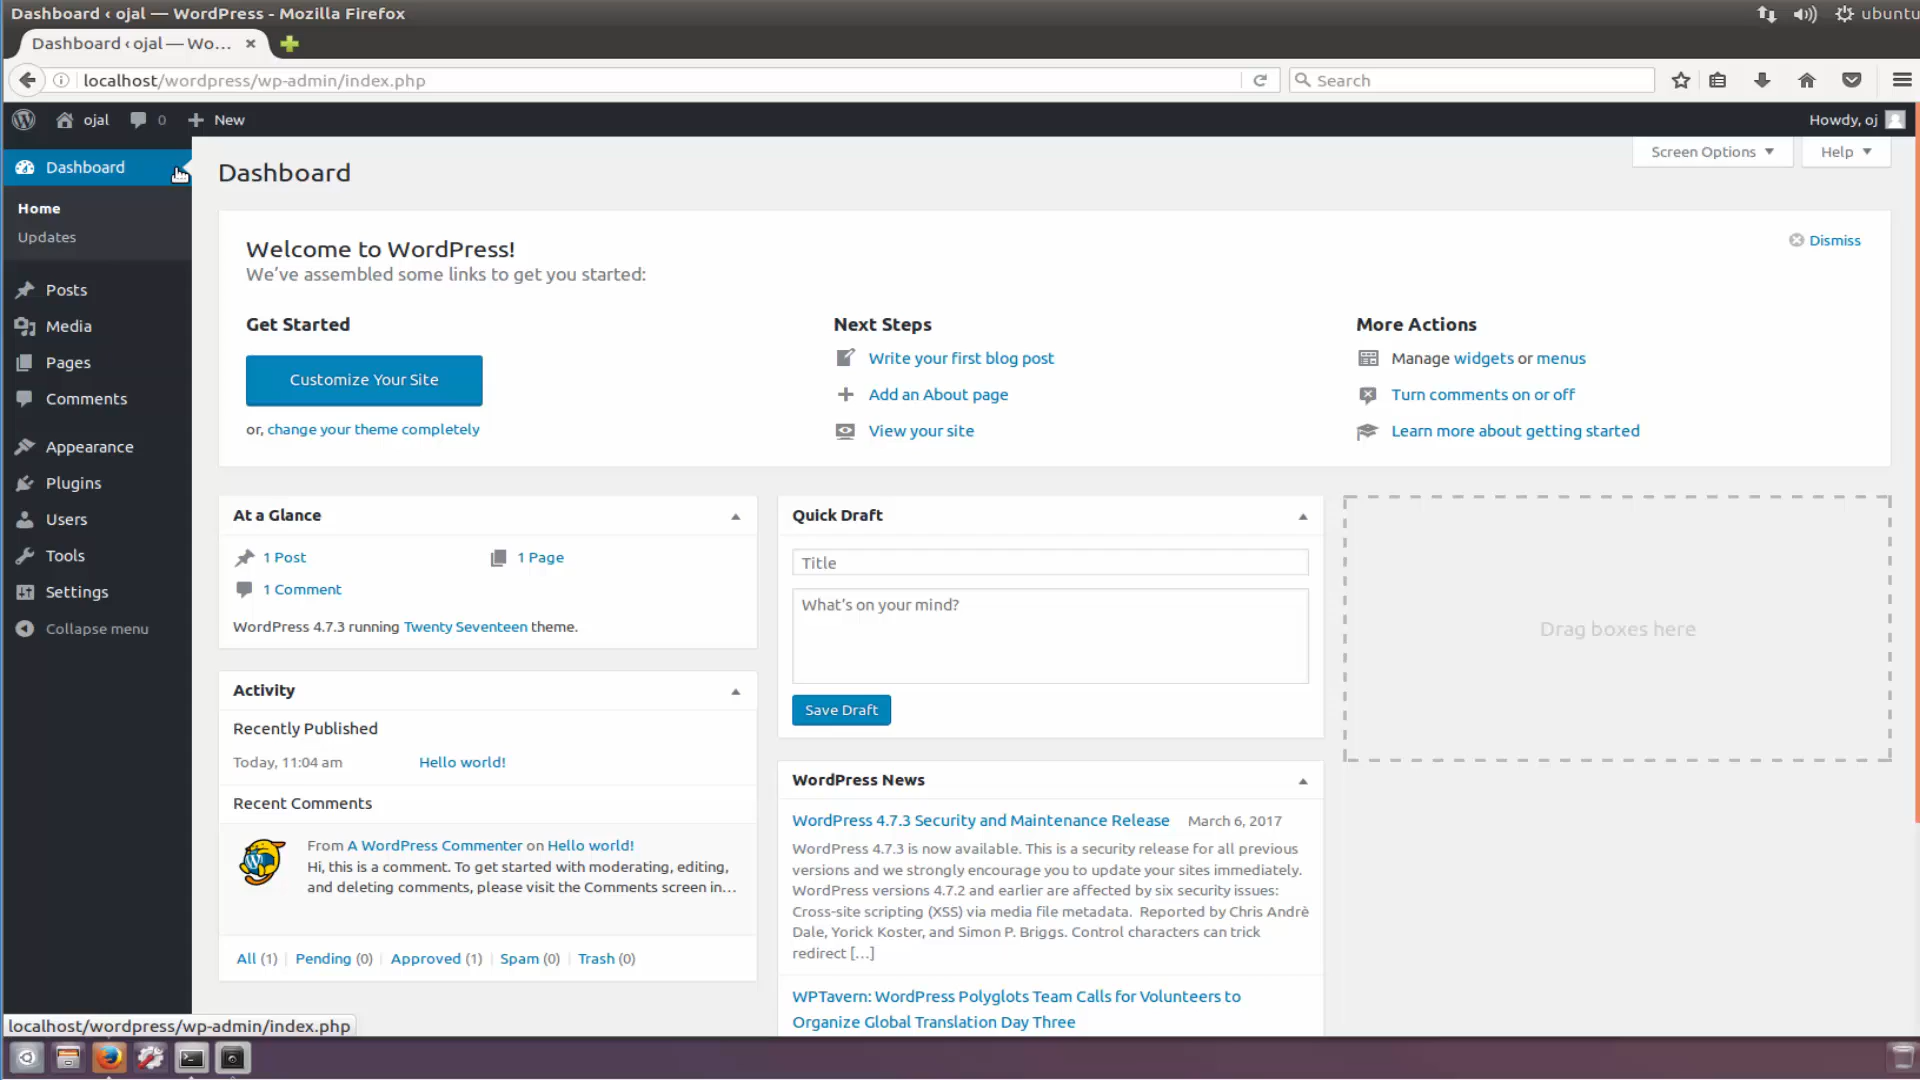 Dashboard ‹ ojal — WordPress - Mozilla Firefox
ubuntu
Dashboard ‹ ojal — Wo...
localhost/wordpress/wp-admin/index.php
Search
ojal
0
New
Howdy, oj
Dashboard
Home
Updates
Posts
Media
Pages
Comments
Appearance
Plugins
Users
Tools
Settings
Collapse menu
Dashboard
Screen Options
Help
Welcome to WordPress!
We've assembled some links to get you started:
Dismiss
Get Started
Customize Your Site
or, change your theme completely
Next Steps
Write your first blog post
Add an About page
View your site
More Actions
Manage widgets or menus
Turn comments on or off
Learn more about getting started
At a Glance
1 Post
1 Page
1 Comment
WordPress 4.7.3 running Twenty Seventeen theme.
Activity
Recently Published
Today, 11:04 am
Hello world!
Recent Comments
From A WordPress Commenter on Hello world!
Hi, this is a comment. To get started with moderating, editing,
and deleting comments, please visit the Comments screen in...
All (1) | Pending (0) | Approved (1) | Spam (0) | Trash (0)
Quick Draft
Title
What's on your mind?
Save Draft
WordPress News
WordPress 4.7.3 Security and Maintenance Release March 6, 2017
WordPress 4.7.3 is now available. This is a security release for all previous
versions and we strongly encourage you to update your sites immediately.
WordPress versions 4.7.2 and earlier are affected by six security issues:
Cross-site scripting (XSS) via media file metadata.  Reported by Chris Andrè
Dale, Yorick Koster, and Simon P. Briggs. Control characters can trick
redirect [...]
WPTavern: WordPress Polyglots Team Calls for Volunteers to
Organize Global Translation Day Three
Drag boxes here
localhost/wordpress/wp-admin/index.php